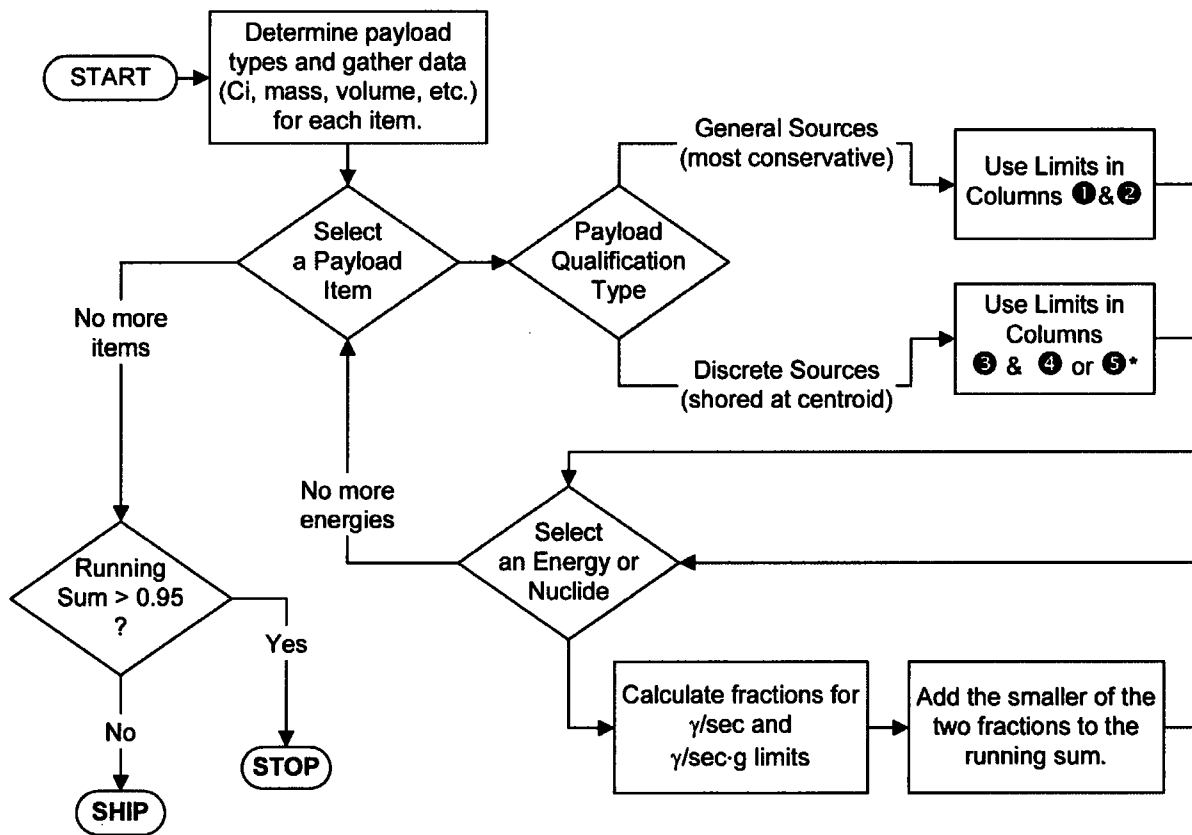 START
Determine payload
types and gather data
(Ci, mass, volume, etc.)
for each item.
Select
a Payload
Item
Payload
Qualification
Type
General Sources
(most conservative)
Use Limits in
Columns ❶&❷
Discrete Sources
(shored at centroid)
Use Limits in
Columns
❸ & ❹ or ❺*
No more
items
No more
energies
Select
an Energy or
Nuclide
Running
Sum > 0.95
?
Yes
No
STOP
SHIP
Calculate fractions for
γ/sec and
γ/sec·g limits
Add the smaller of the
two fractions to the
running sum.